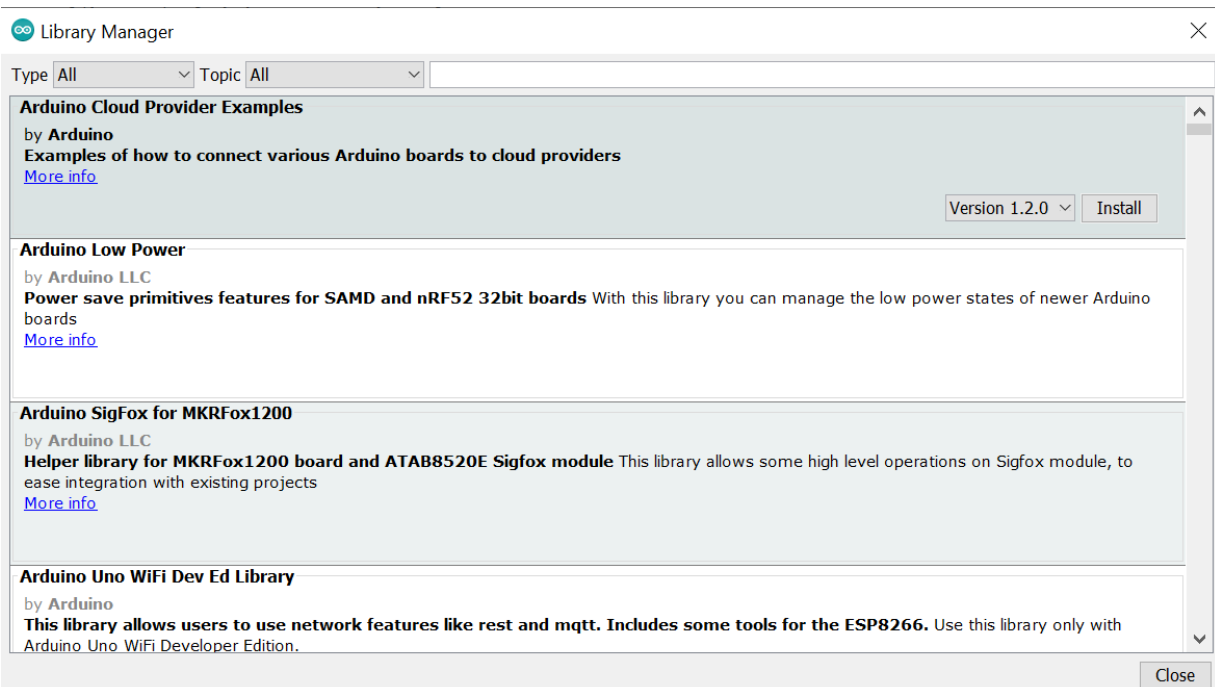 Library Manager
Type All Topic All
Arduino Cloud Provider Examples
by Arduino
Examples of how to connect various Arduino boards to cloud providers
More info
Version 1.2.0 Install
Arduino Low Power
by Arduino LLC
Power save primitives features for SAMD and nRF52 32bit boards With this library you can manage the low power states of newer Arduino
boards
More info
Arduino SigFox for MKRFox1200
by Arduino LLC
Helper library for MKRFox1200 board and ATAB8520E Sigfox module This library allows some high level operations on Sigfox module, to
ease integration with existing projects
More info
Arduino Uno WiFi Dev Ed Library
by Arduino
This library allows users to use network features like rest and mqtt. Includes some tools for the ESP8266. Use this library only with
Arduino Uno WiFi Developer Edition.
Close